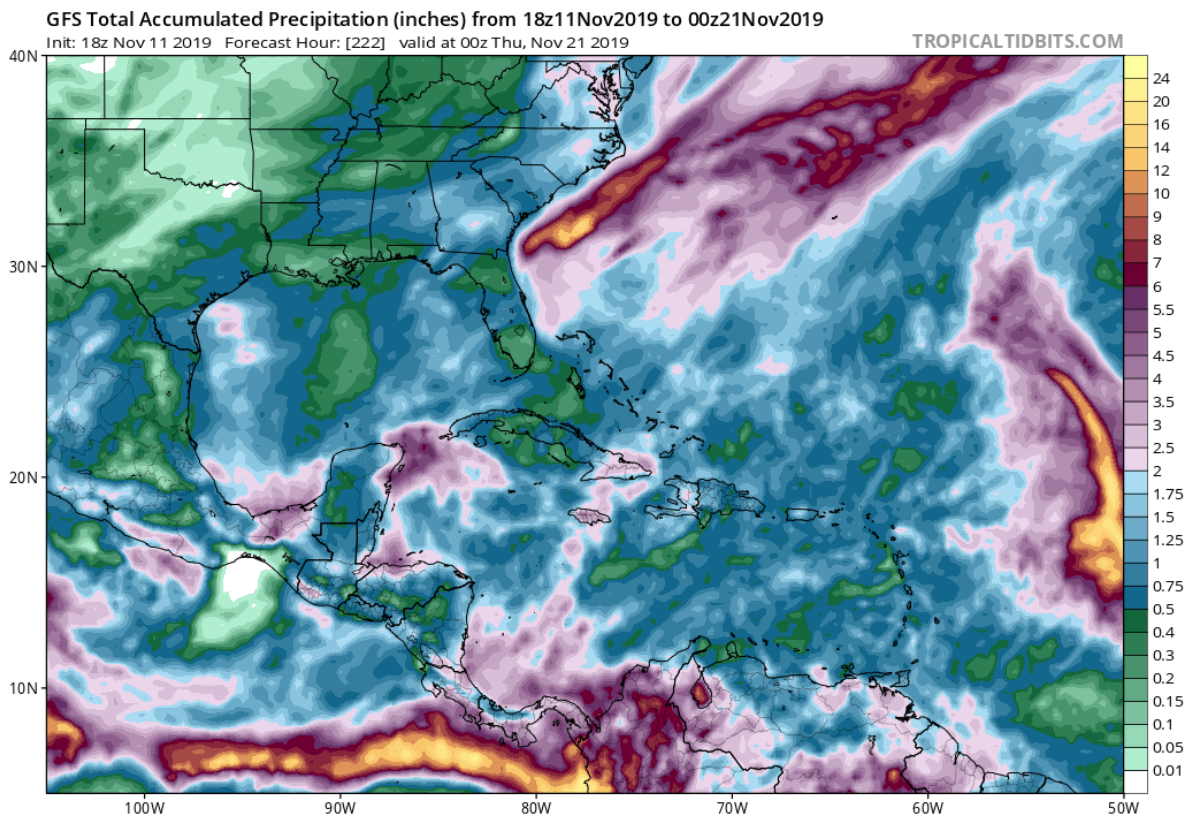 GFS Total Accumulated Precipitation (inches) from 18z11Nov2019 to 00z21Nov2019
Init: 18z Nov 11 2019 Forecast Hour: [222] valid at 00z Thu, Nov 21 2019
TROPICALTIDBITS.COM
40N
30N
20N
10N
100W
90W
80W
70W
60W
50W
24
20
16
14
12
10
9
8
7
6
5.5
5
4.5
4
3.5
3
2.5
2
1.75
1.5
1.25
1
0.75
0.5
0.4
0.3
0.2
0.15
0.1
0.05
0.01